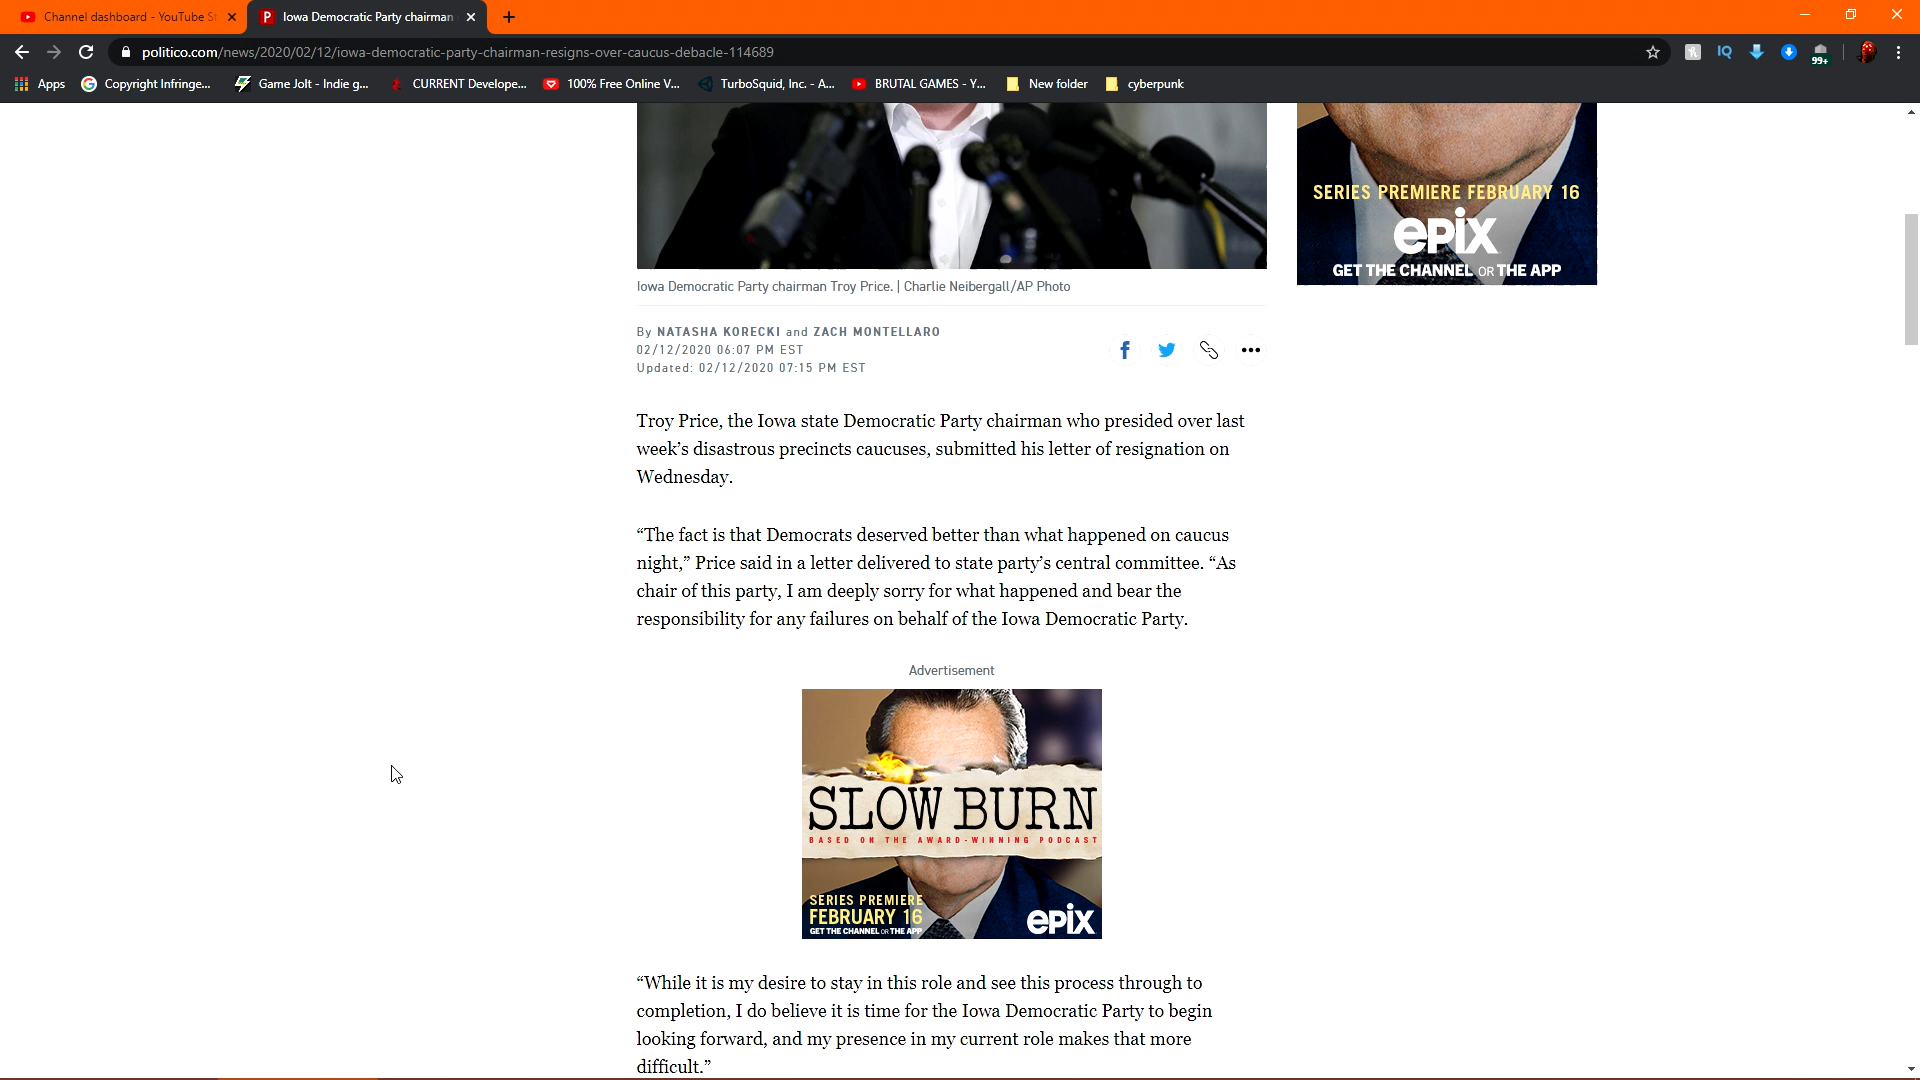 Channel dashboard - YouTube St
Iowa Democratic Party chairman
politico.com/news/2020/02/12/iowa-democratic-party-chairman-resigns-over-caucus-debacle-114689
IQ
99+
Apps
Copyright Infringe...
Game Jolt - Indie g...
CURRENT Develope...
100% Free Online V...
TurboSquid, Inc. - A...
BRUTAL GAMES - Y...
New folder
cyberpunk
SERIES PREMIERE FEBRUARY 16
epix
GET THE CHANNEL OR THE APP
Iowa Democratic Party chairman Troy Price. | Charlie Neibergall/AP Photo
By NATASHA KORECKI and ZACH MONTELLARO
02/12/2020 06:07 PM EST
Updated: 02/12/2020 07:15 PM EST
Troy Price, the Iowa state Democratic Party chairman who presided over last
week’s disastrous precincts caucuses, submitted his letter of resignation on
Wednesday.
“The fact is that Democrats deserved better than what happened on caucus
night,” Price said in a letter delivered to state party’s central committee. “As
chair of this party, I am deeply sorry for what happened and bear the
responsibility for any failures on behalf of the Iowa Democratic Party.
Advertisement
SLOW BURN
BASED ON THE AWARD-WINNING PODCAST
SERIES PREMIERE
FEBRUARY 16
GET THE CHANNEL OR THE APP
epix
“While it is my desire to stay in this role and see this process through to
completion, I do believe it is time for the Iowa Democratic Party to begin
looking forward, and my presence in my current role makes that more
difficult.”